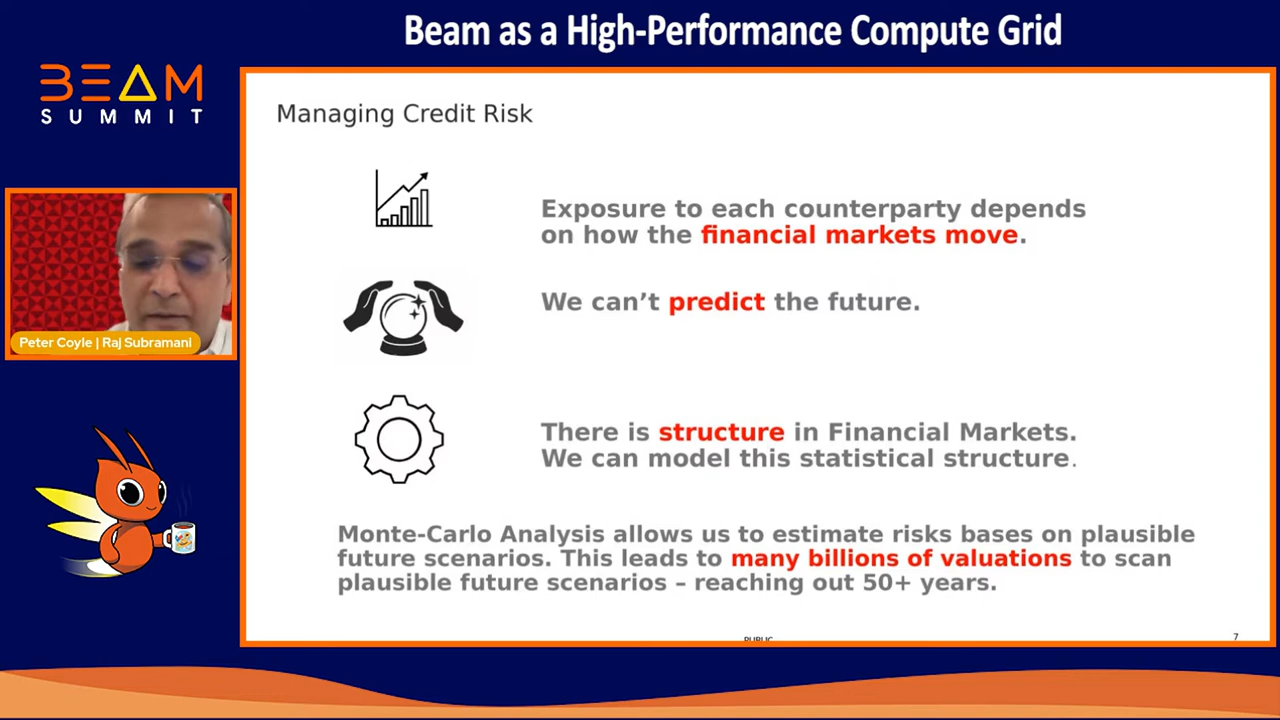 Beam as a High-Performance Compute Grid
BEAM
SUMMIT
Managing Credit Risk
Exposure to each counterparty depends
on how the financial markets move.
We can’t predict the future.
There is structure in Financial Markets.
We can model this statistical structure.
Monte-Carlo Analysis allows us to estimate risks bases on plausible
future scenarios. This leads to many billions of valuations to scan
plausible future scenarios – reaching out 50+ years.
PUBLIC
7
Peter Coyle | Raj Subramani